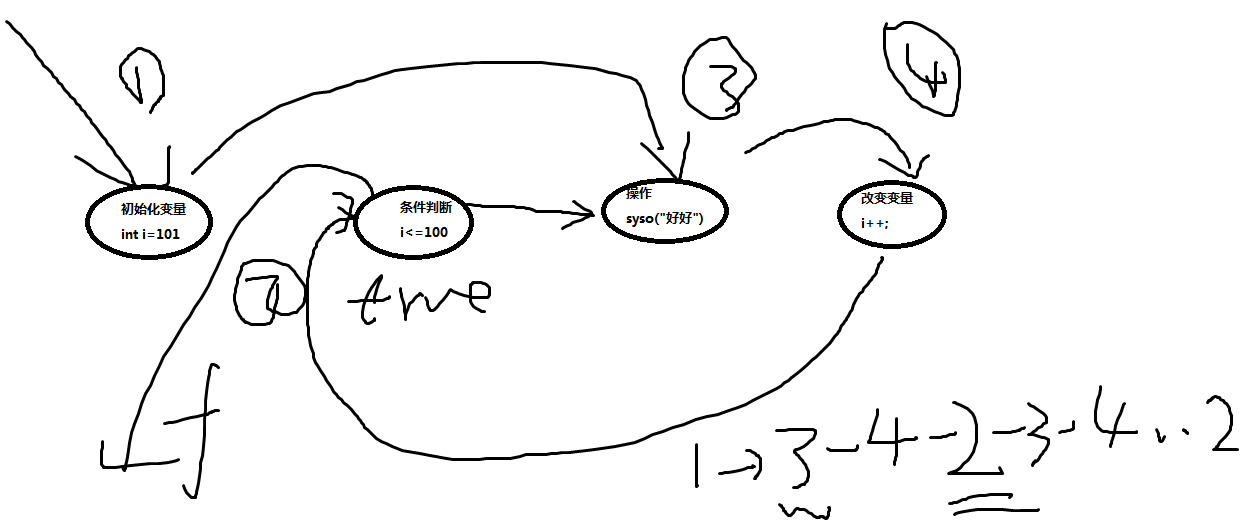 1
3
4
初始化变量
int i=101
条件判断
i<=100
操作
syso("好好")
改变变量
i++;
2
true
f
1→3-4-2-3-4..2